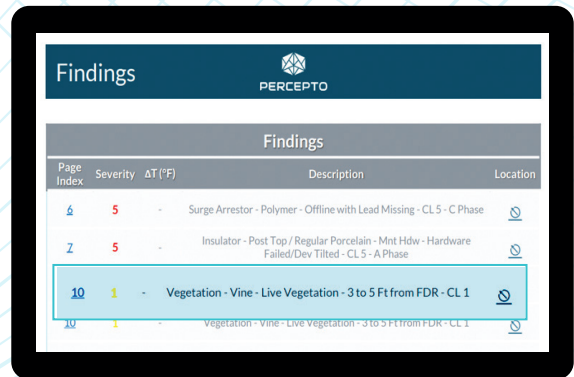 Findings
PERCEPTO
Findings
Page
Index
Severity ΔT (°F) Description Location
6 5 - Surge Arrestor - Polymer - Offline with Lead Missing - CL 5 - C Phase
7 5 - Insulator - Post Top / Regular Porcelain - Mnt Hdw - Hardware
Failed/Dev Tilted - CL 5 - A Phase
10 1 - Vegetation - Vine - Live Vegetation - 3 to 5 Ft from FDR - CL 1
10 1 - Vegetation - Vine - Live Vegetation - 3 to 5 Ft from FDR - CL 1